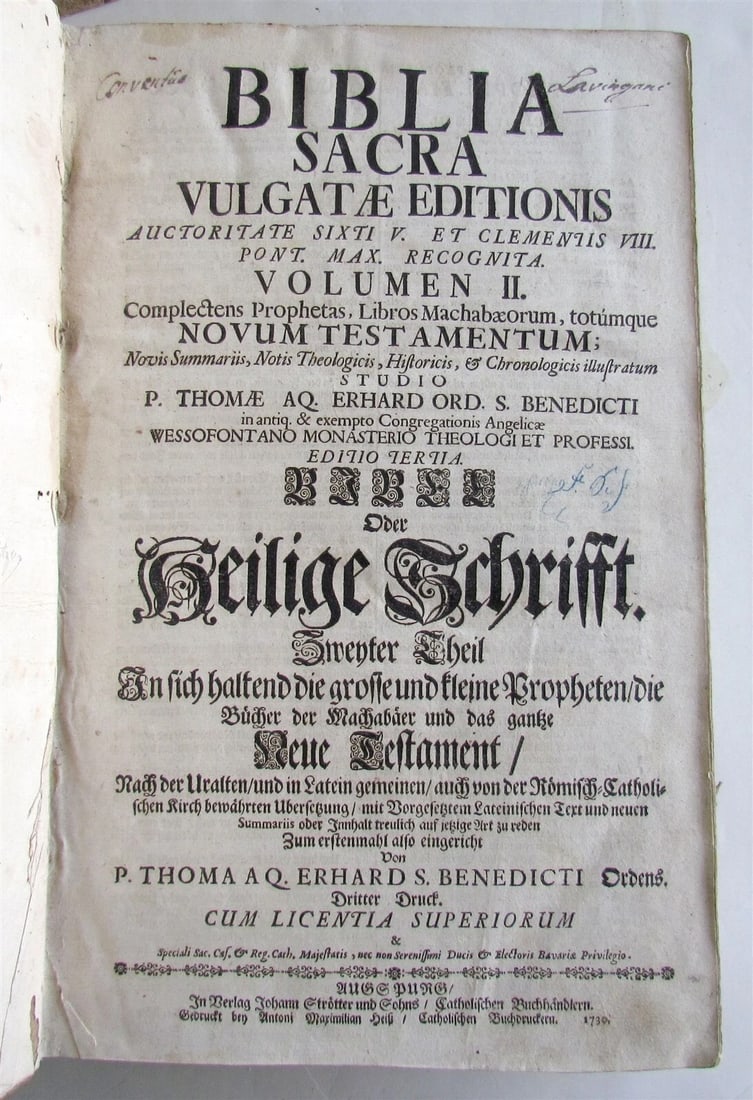 Conventus Lavingani
BIBLIA
SACRA
VULGATÆ EDITIONIS
AUCTORITATE SIXTI V. ET CLEMENTIS VIII.
PONT. MAX. RECOGNITA.
VOLUMEN II.
Complectens Prophetas, Libros Machabæorum, totúmque
NOVUM TESTAMENTUM;
Novis Summariis, Notis Theologicis, Hiſtoricis, & Chronologicis illuſtratum
STUDIO
P. THOMÆ AQ. ERHARD ORD. S. BENEDICTI
in antiq. & exempto Congregationis Angelicæ
WESSOFONTANO MONASTERIO THEOLOGI ET PROFESSI.
EDITIO TERTIA.
BIBEL
Oder
Heilige Schrifft.
Zweyter Theil
In ſich haltend die groſſe und kleine Propheten/die
Bücher der Machabäer und das gantze
Neue Teſtament/
Nach der Uralten/und in Latein gemeinen/auch von der Römiſch-Catholi-
ſchen Kirch bewährten Uberſetzung/mit Vorgeſetztem Lateiniſchen Text und neuen
Summariis oder Innhalt treulich auf jetzige Art zu reden
Zum erſtenmahl alſo eingericht
Von
P. THOMA AQ. ERHARD S. BENEDICTI Ordens.
Dritter Druck.
CUM LICENTIA SUPERIORUM
&
Speciali Sac. Cæſ. & Reg. Cath. Majeſtatis, nec non Sereniſſimi Ducis & Electoris Bavariæ Privilegio.
AUGSPURG/
In Verlag Johann Strötter und Sohns/Catholiſchen Buchhändlern.
Gedruckt bey Antoni Maximilian Heiß/Catholiſchen Buchdruckern.